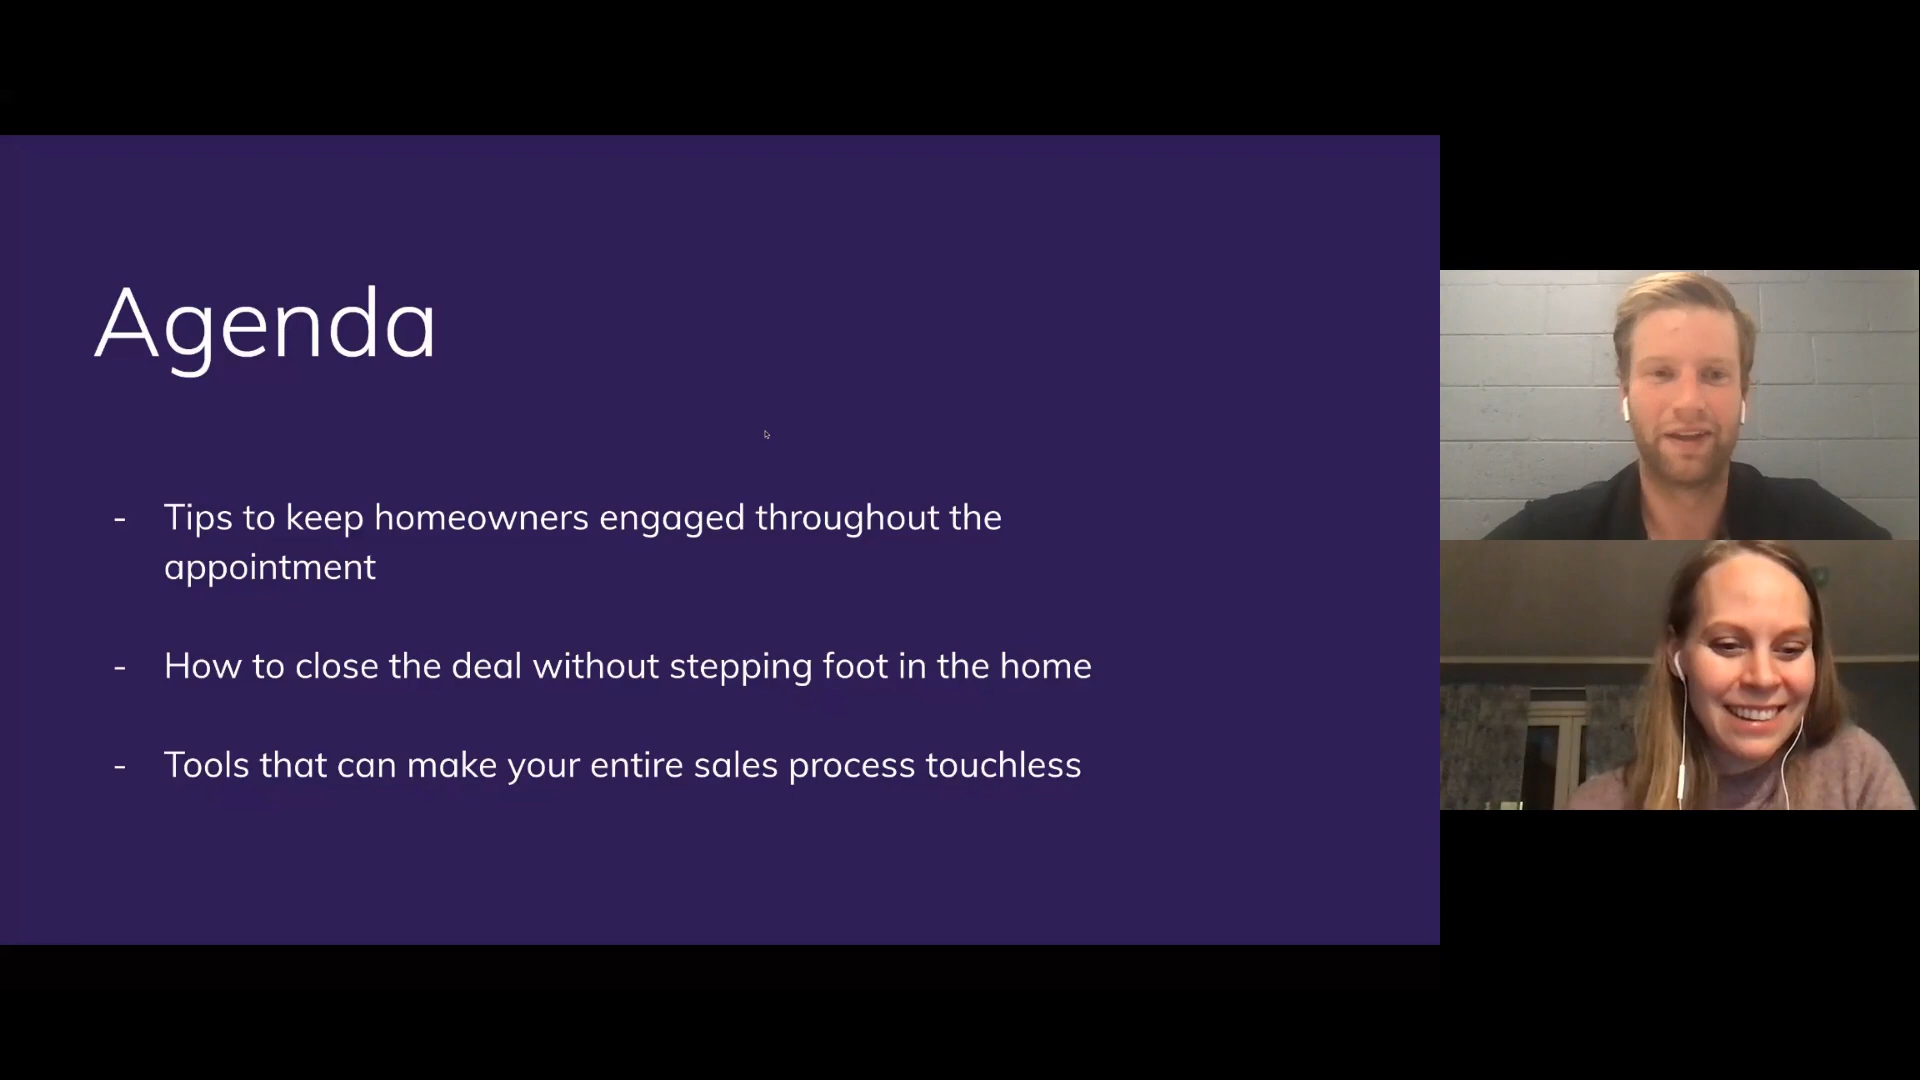 Agenda
- Tips to keep homeowners engaged throughout the
appointment
- How to close the deal without stepping foot in the home
- Tools that can make your entire sales process touchless